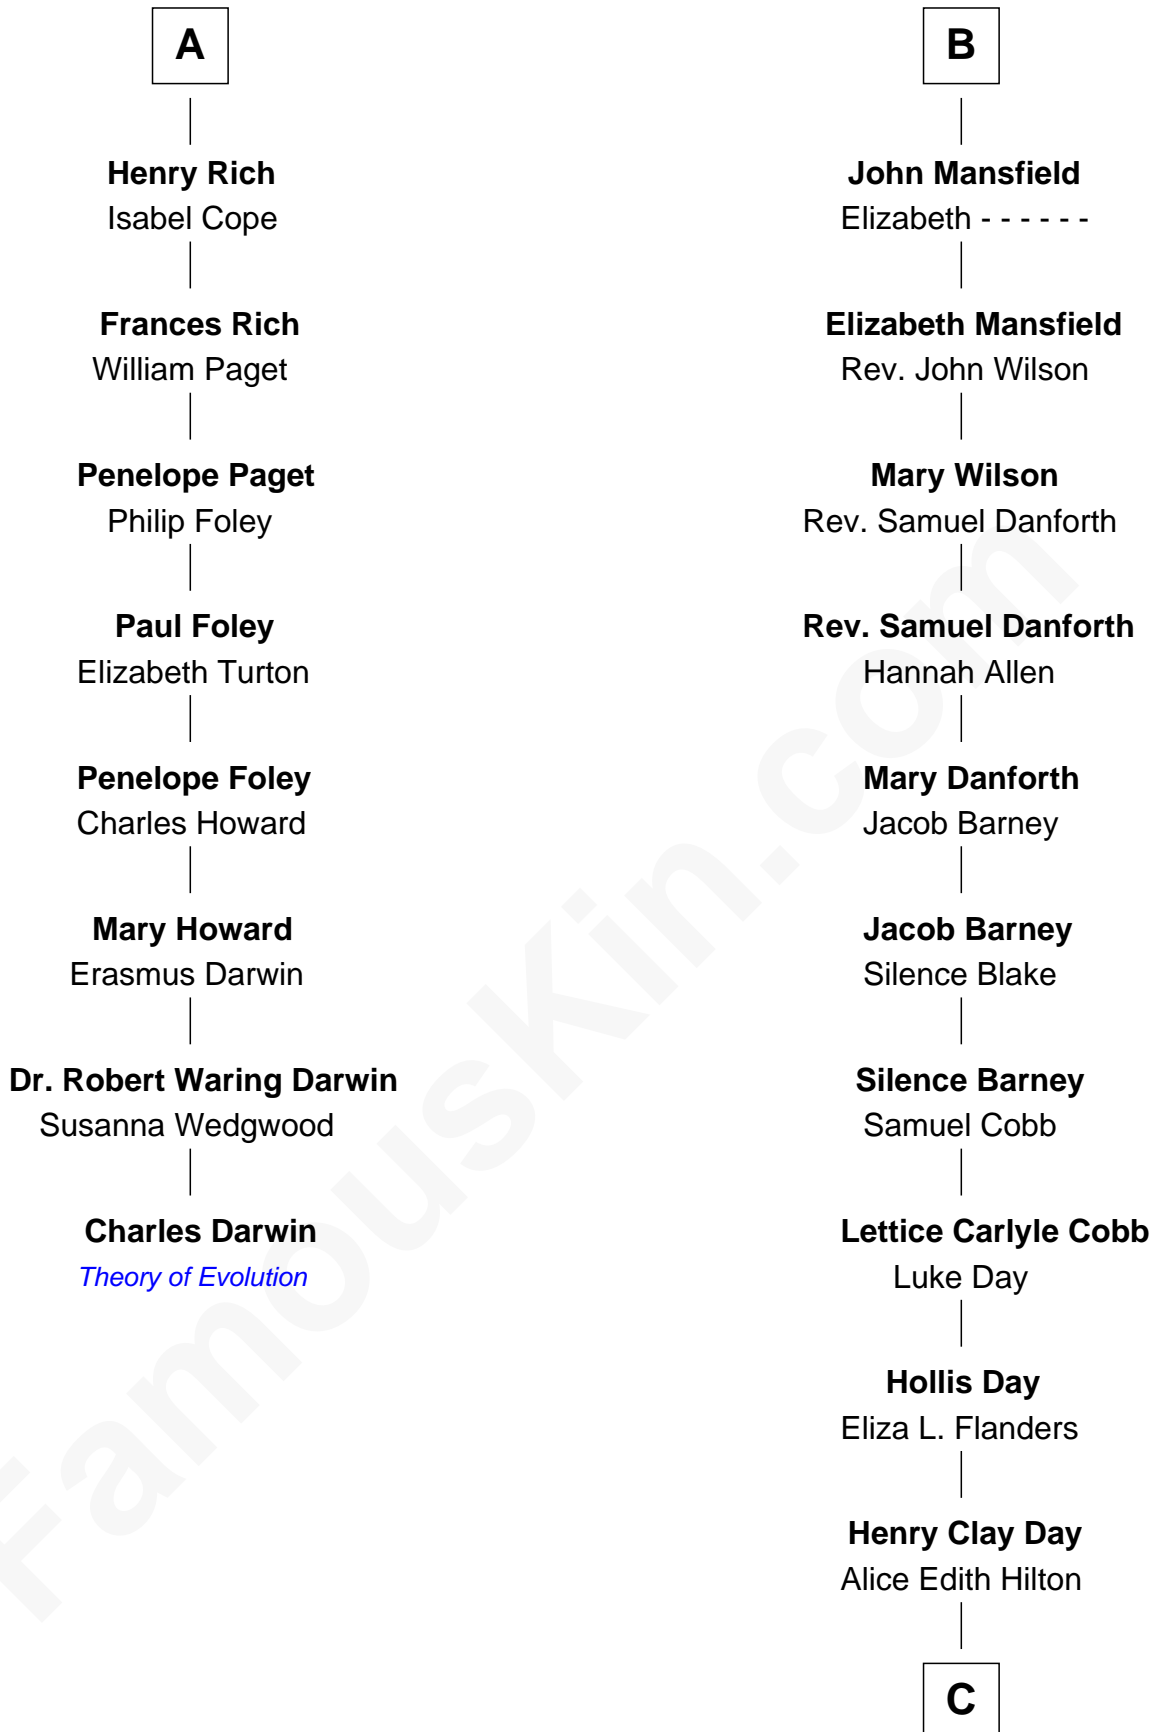 A
Henry Rich
Isabel Cope
Frances Rich
William Paget
Penelope Paget
Philip Foley
Paul Foley
Elizabeth Turton
Penelope Foley
Charles Howard
Mary Howard
Erasmus Darwin
Dr. Robert Waring Darwin
Susanna Wedgwood
Charles Darwin
Theory of Evolution
B
John Mansfield
Elizabeth - - - - - -
Elizabeth Mansfield
Rev. John Wilson
Mary Wilson
Rev. Samuel Danforth
Rev. Samuel Danforth
Hannah Allen
Mary Danforth
Jacob Barney
Jacob Barney
Silence Blake
Silence Barney
Samuel Cobb
Lettice Carlyle Cobb
Luke Day
Hollis Day
Eliza L. Flanders
Henry Clay Day
Alice Edith Hilton
C
FamousKin.com